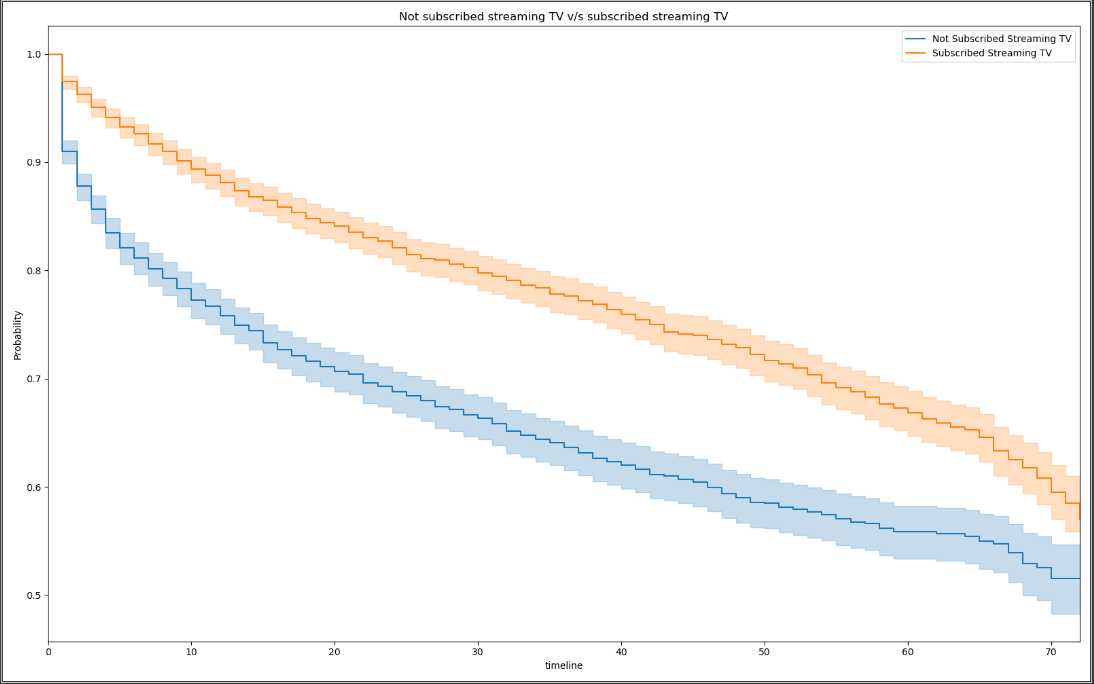 Not subscribed streaming TV v/s subscribed streaming TV
Not Subscribed Streaming TV
Subscribed Streaming TV
1.0
0.9
0.8
0.7
0.6
0.5
Probability
0 10 20 30 40 50 60 70
timeline